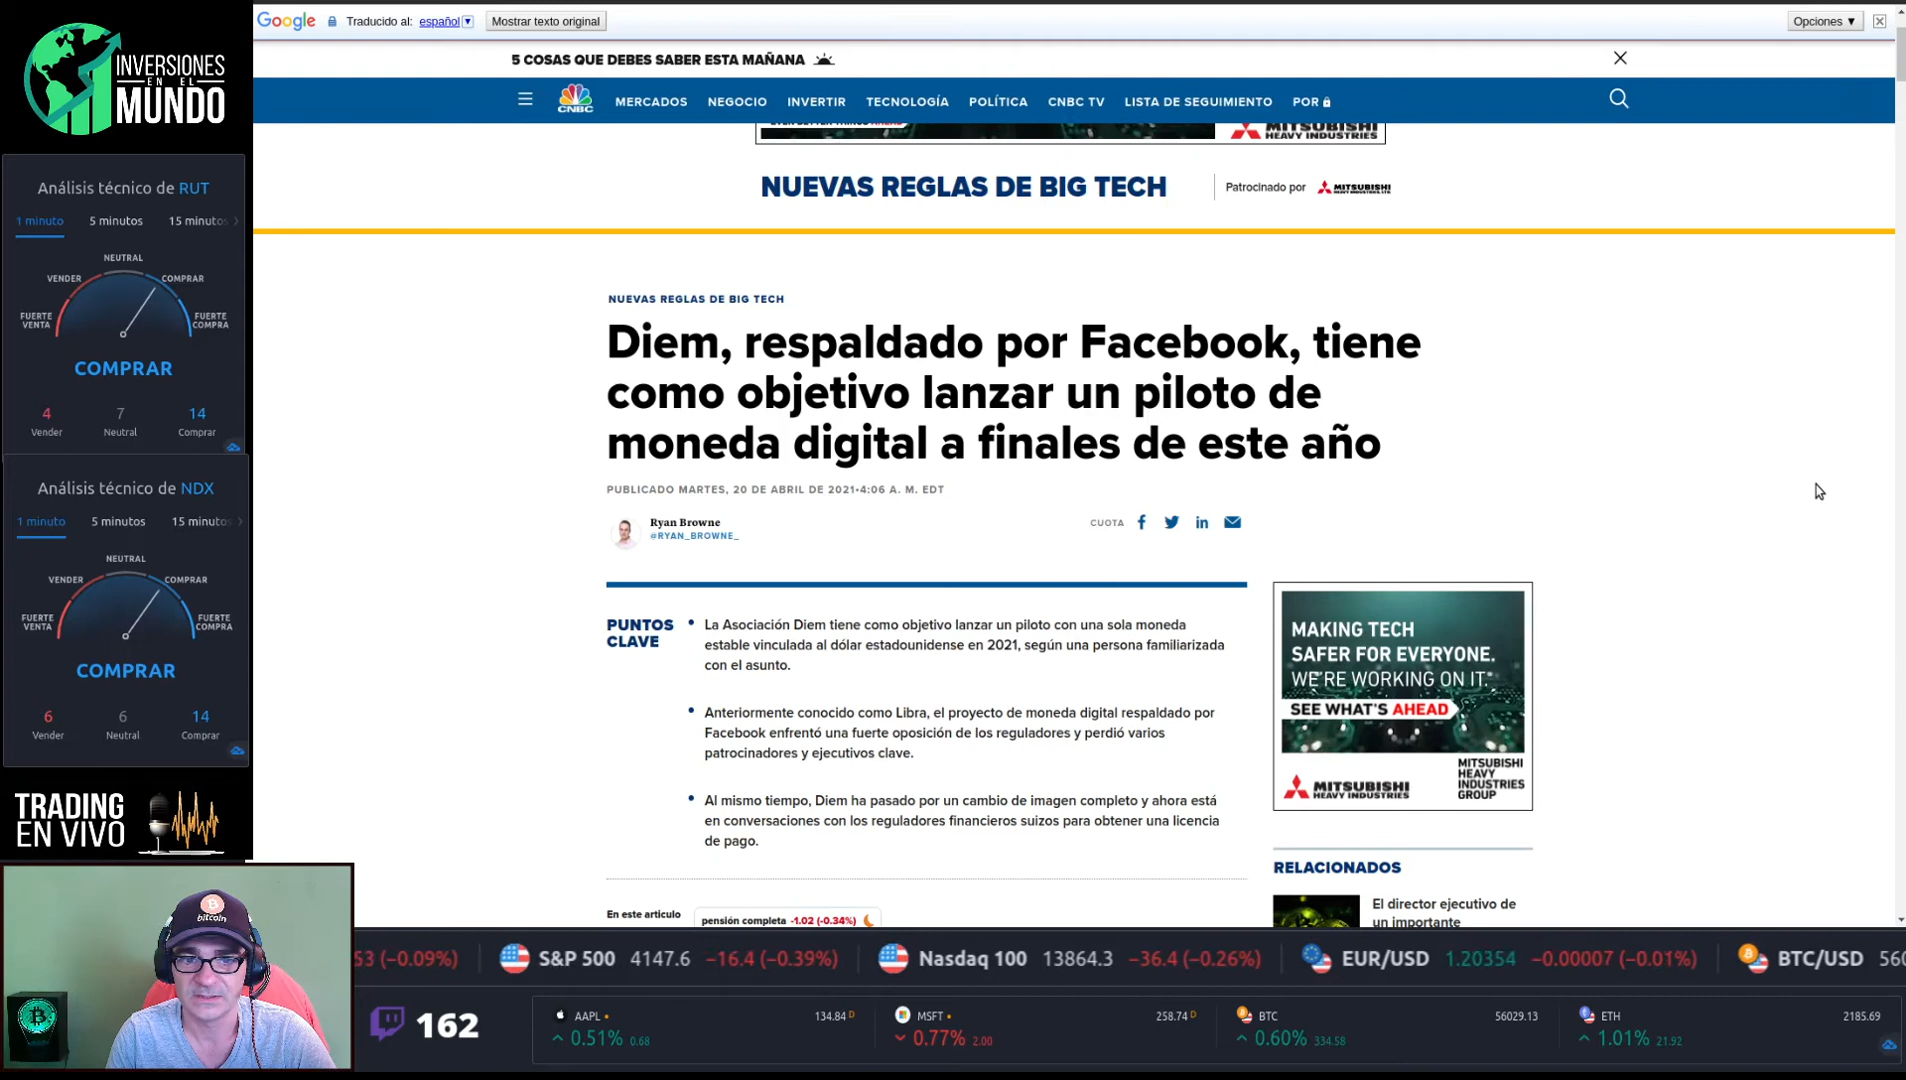 Google
Traducido al: español ▼
Mostrar texto original
Opciones ▼
5 COSAS QUE DEBES SABER ESTA MAÑANA
CNBC
MERCADOS
NEGOCIO
INVERTIR
TECNOLOGÍA
POLÍTICA
CNBC TV
LISTA DE SEGUIMIENTO
POR
MITSUBISHI
HEAVY INDUSTRIES
NUEVAS REGLAS DE BIG TECH
Patrocinado por
MITSUBISHI
NUEVAS REGLAS DE BIG TECH
Diem, respaldado por Facebook, tiene
como objetivo lanzar un piloto de
moneda digital a finales de este año
PUBLICADO MARTES, 20 DE ABRIL DE 2021•4:06 A. M. EDT
Ryan Browne
@RYAN_BROWNE_
CUOTA
PUNTOS
CLAVE
• La Asociación Diem tiene como objetivo lanzar un piloto con una sola moneda
estable vinculada al dólar estadounidense en 2021, según una persona familiarizada
con el asunto.
• Anteriormente conocido como Libra, el proyecto de moneda digital respaldado por
Facebook enfrentó una fuerte oposición de los reguladores y perdió varios
patrocinadores y ejecutivos clave.
• Al mismo tiempo, Diem ha pasado por un cambio de imagen completo y ahora está
en conversaciones con los reguladores financieros suizos para obtener una licencia
de pago.
En este articulo
pensión completa -1.02 (-0.34%)
MAKING TECH
SAFER FOR EVERYONE.
WE'RE WORKING ON IT.
SEE WHAT'S AHEAD
MITSUBISHI
HEAVY INDUSTRIES
MITSUBISHI
HEAVY
INDUSTRIES
GROUP
RELACIONADOS
El director ejecutivo de
un importante
INVERSIONES
EN EL
MUNDO
Análisis técnico de RUT
1 minuto
5 minutos
15 minutos
NEUTRAL
VENDER
COMPRAR
FUERTE
VENTA
FUERTE
COMPRA
COMPRAR
4
7
14
Vender
Neutral
Comprar
Análisis técnico de NDX
1 minuto
5 minutos
15 minutos
NEUTRAL
VENDER
COMPRAR
FUERTE
VENTA
FUERTE
COMPRA
COMPRAR
6
6
14
Vender
Neutral
Comprar
TRADING
EN VIVO
bitcoin
53 (−0.09%)
S&P 500 4147.6 −16.4 (−0.39%)
Nasdaq 100 13864.3 −36.4 (−0.26%)
EUR/USD 1.20354 −0.00007 (−0.01%)
BTC/USD 560
162
AAPL 134.84 D
0.51% 0.68
MSFT 258.74 D
0.77% 2.00
BTC 56029.13
0.60% 334.58
ETH 2185.69
1.01% 21.92